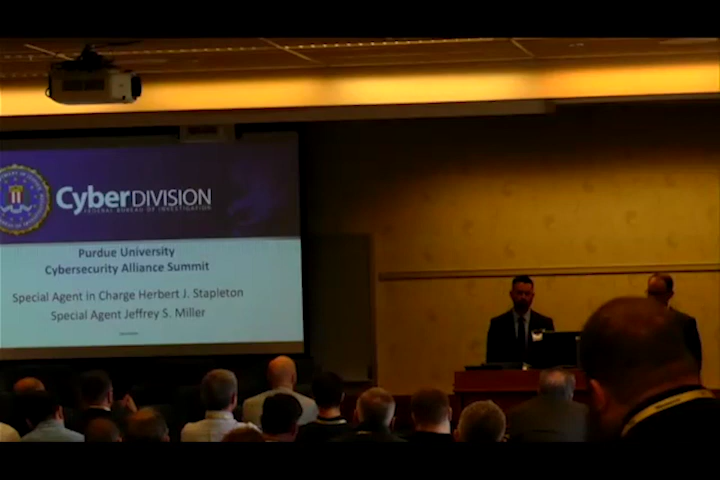 CyberDIVISION
FEDERAL BUREAU OF INVESTIGATION
Purdue University
Cybersecurity Alliance Summit
Special Agent in Charge Herbert J. Stapleton
Special Agent Jeffrey S. Miller